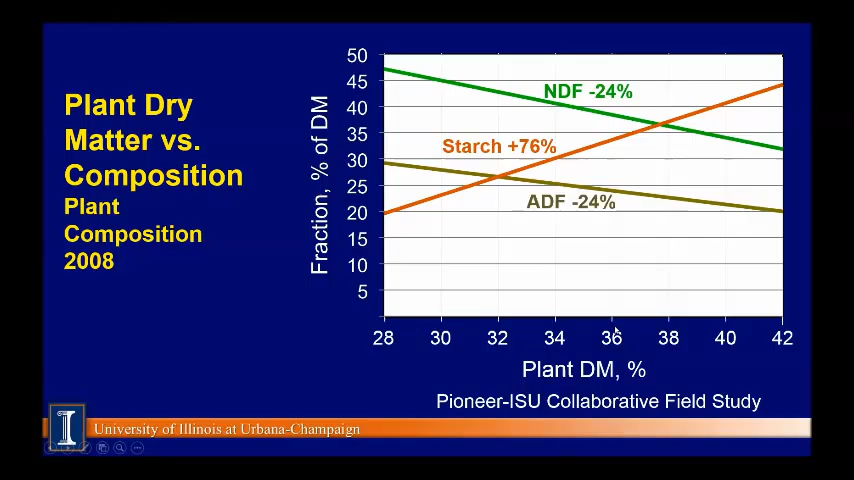 Plant Dry
Matter vs.
Composition
Plant
Composition
2008
Fraction, % of DM
50
45
40
35
30
25
20
15
10
5
NDF -24%
Starch +76%
ADF -24%
28 30 32 34 36 38 40 42
Plant DM, %
Pioneer-ISU Collaborative Field Study
I
University of Illinois at Urbana-Champaign